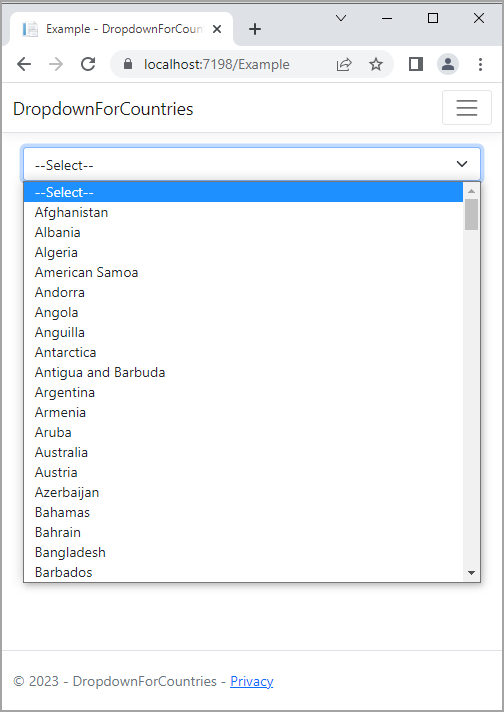 Example - DropdownForCoun
localhost:7198/Example
DropdownForCountries
--Select--
--Select--
Afghanistan
Albania
Algeria
American Samoa
Andorra
Angola
Anguilla
Antarctica
Antigua and Barbuda
Argentina
Armenia
Aruba
Australia
Austria
Azerbaijan
Bahamas
Bahrain
Bangladesh
Barbados
© 2023 - DropdownForCountries - Privacy